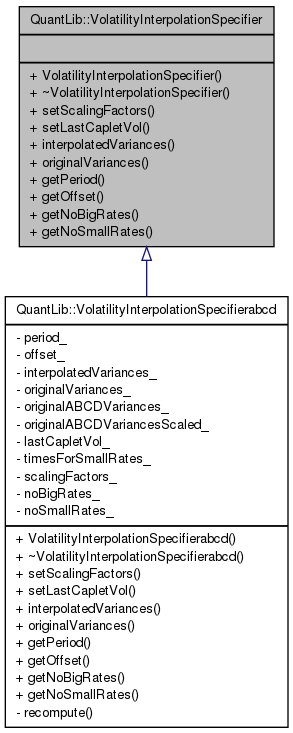 QuantLib::VolatilityInterpolationSpecifier
+ VolatilityInterpolationSpecifier()
+ ~VolatilityInterpolationSpecifier()
+ setScalingFactors()
+ setLastCapletVol()
+ interpolatedVariances()
+ originalVariances()
+ getPeriod()
+ getOffset()
+ getNoBigRates()
+ getNoSmallRates()
QuantLib::VolatilityInterpolationSpecifierabcd
- period_
- offset_
- interpolatedVariances_
- originalVariances_
- originalABCDVariances_
- originalABCDVariancesScaled_
- lastCapletVol_
- timesForSmallRates_
- scalingFactors_
- noBigRates_
- noSmallRates_
+ VolatilityInterpolationSpecifierabcd()
+ ~VolatilityInterpolationSpecifierabcd()
+ setScalingFactors()
+ setLastCapletVol()
+ interpolatedVariances()
+ originalVariances()
+ getPeriod()
+ getOffset()
+ getNoBigRates()
+ getNoSmallRates()
- recompute()